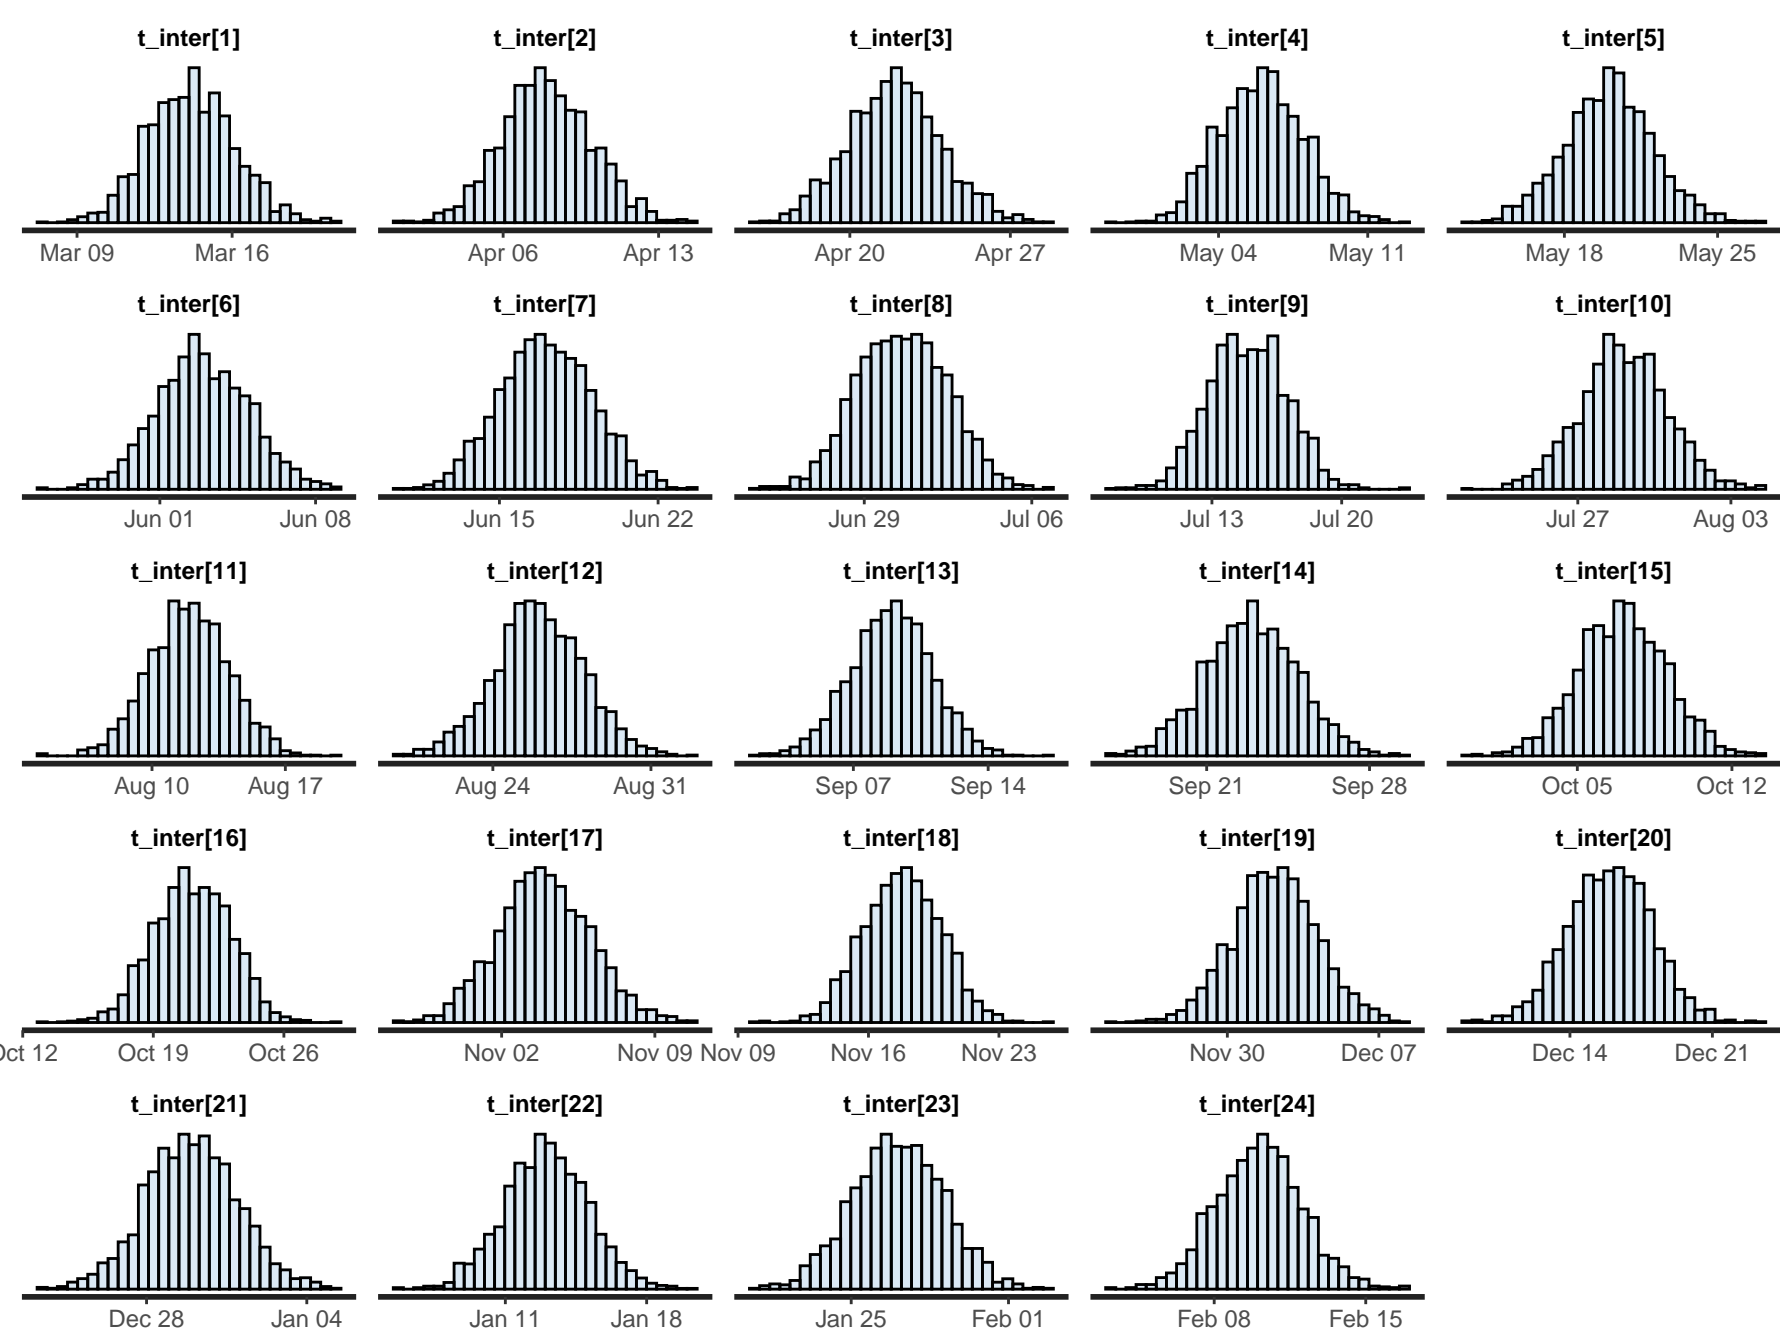 t_inter[1] t_inter[2] t_inter[3] t_inter[4] t_inter[5]
Mar 09 Mar 16 Apr 06 Apr 13 Apr 20 Apr 27 May 04 May 11 May 18 May 25
t_inter[6] t_inter[7] t_inter[8] t_inter[9] t_inter[10]
Jun 01 Jun 08 Jun 15 Jun 22 Jun 29 Jul 06 Jul 13 Jul 20 Jul 27 Aug 03
t_inter[11] t_inter[12] t_inter[13] t_inter[14] t_inter[15]
Aug 10 Aug 17 Aug 24 Aug 31 Sep 07 Sep 14 Sep 21 Sep 28 Oct 05 Oct 12
t_inter[16] t_inter[17] t_inter[18] t_inter[19] t_inter[20]
Oct 12 Oct 19 Oct 26 Nov 02 Nov 09 Nov 09 Nov 16 Nov 23 Nov 30 Dec 07 Dec 14 Dec 21
t_inter[21] t_inter[22] t_inter[23] t_inter[24]
Dec 28 Jan 04 Jan 11 Jan 18 Jan 25 Feb 01 Feb 08 Feb 15